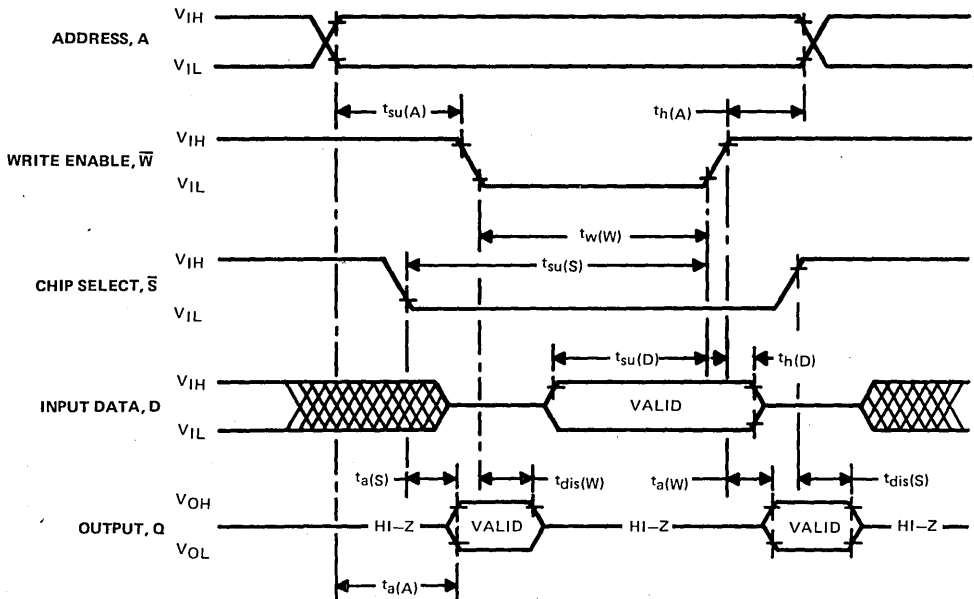 VIH
ADDRESS, A
VIL
tsu(A)
th(A)
VIH
WRITE ENABLE, W̅
VIL
tw(W)
VIH
tsu(S)
CHIP SELECT, S̅
VIL
tsu(D)
th(D)
VIH
INPUT DATA, D
VALID
VIL
ta(S)
tdis(W)
ta(W)
tdis(S)
VOH
OUTPUT, Q
HI–Z
VALID
HI–Z
VALID
HI–Z
VOL
ta(A)